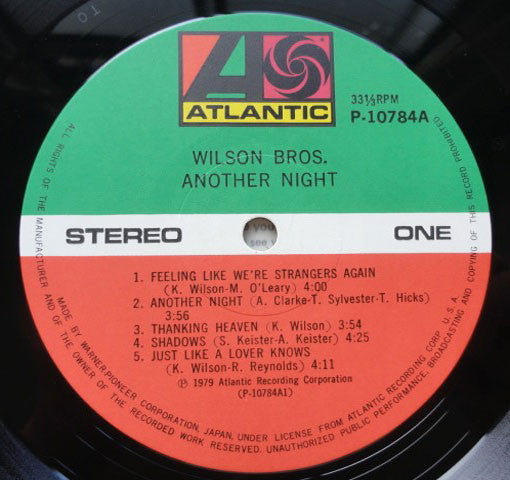 ATLANTIC
33⅓RPM
P-10784A
WILSON BROS.
ANOTHER NIGHT
STEREO
ONE
1. FEELING LIKE WE'RE STRANGERS AGAIN
(K. Wilson-M. O'Leary) 4:00
2. ANOTHER NIGHT (A. Clarke-T. Sylvester-T. Hicks)
3:56
3. THANKING HEAVEN (K. Wilson) 3:54
4. SHADOWS (S. Keister-A. Keister) 4:25
5. JUST LIKE A LOVER KNOWS
(K. Wilson-R. Reynolds) 4:11
Ⓟ 1979 Atlantic Recording Corporation
(P-10784A1)
MADE BY WARNER-PIONEER CORPORATION, JAPAN, UNDER LICENSE FROM ATLANTIC RECORDING CORP. U.S.A.
ALL RIGHTS OF THE MANUFACTURER AND OF THE OWNER OF THE RECORDED WORK RESERVED. UNAUTHORIZED PUBLIC PERFORMANCE, BROADCASTING AND COPYING OF THIS RECORD PROHIBITED
you
see